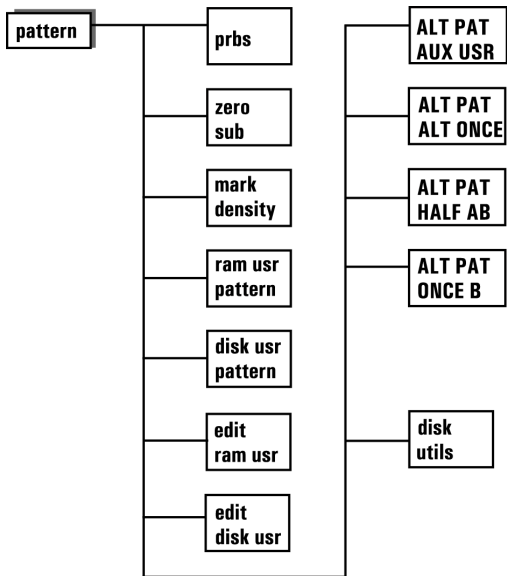 pattern
prbs
zero
sub
mark
density
ram usr
pattern
disk usr
pattern
edit
ram usr
edit
disk usr
ALT PAT
AUX USR
ALT PAT
ALT ONCE
ALT PAT
HALF AB
ALT PAT
ONCE B
disk
utils